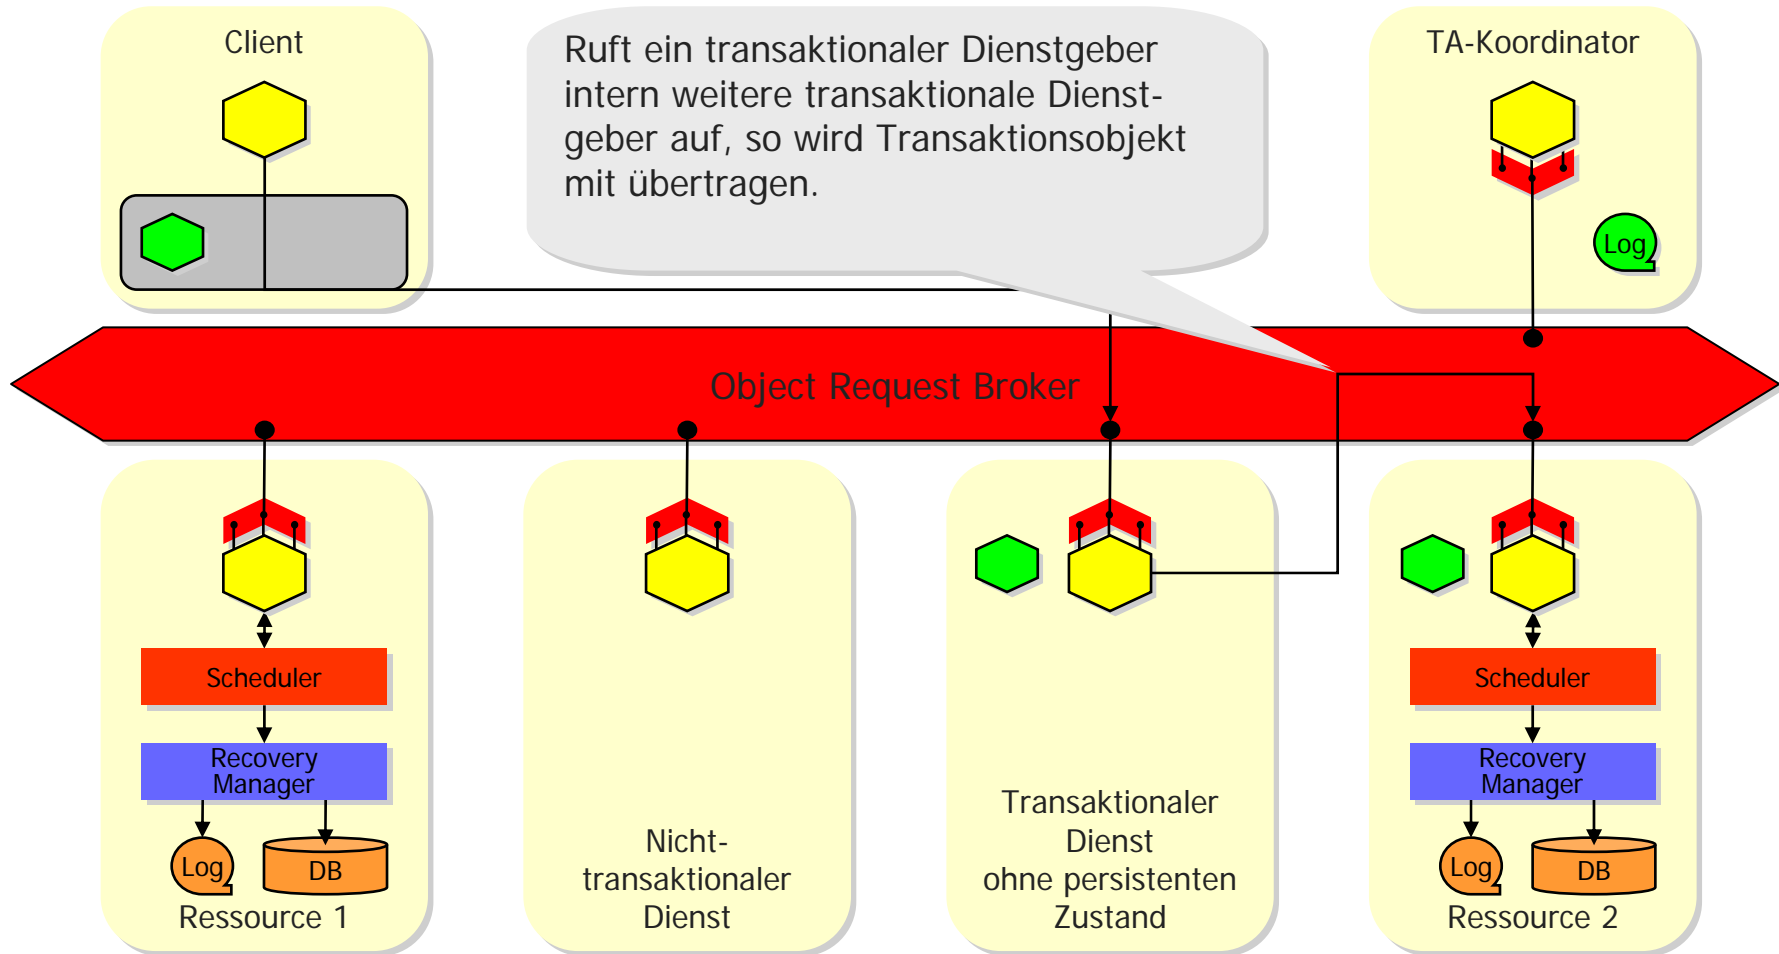 Client
Ruft ein transaktionaler Dienstgeber
intern weitere transaktionale Dienst-
geber auf, so wird Transaktionsobjekt
mit übertragen.
TA-Koordinator
Log
Object Request Broker
Scheduler
Recovery
Manager
Log
DB
Ressource 1
Nicht-
transaktionaler
Dienst
Transaktionaler
Dienst
ohne persistenten
Zustand
Scheduler
Recovery
Manager
Log
DB
Ressource 2